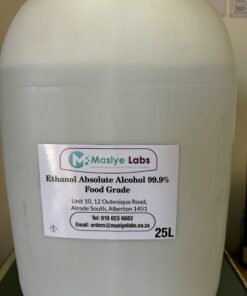 Masiye Labs
Ethanol Absolute Alcohol 99.9%
Food Grade
Unit 10, 12 Outeniqua Road,
Alrode South, Alberton 1451
Tel: 010 023 6683
Email: orders@masiyelabs.co.za
25L